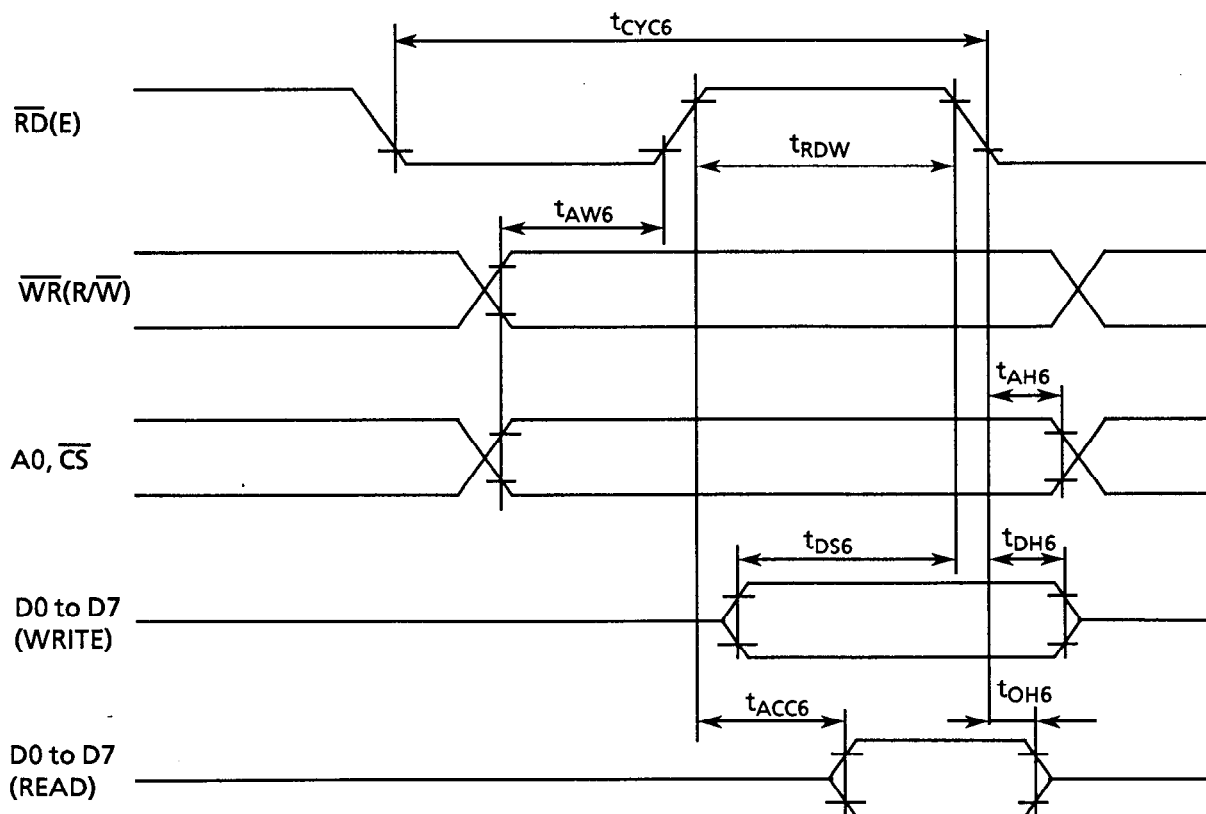 tCYC6
RD(E)
tRDW
tAW6
WR(R/W)
tAH6
A0, CS
tDS6
tDH6
D0 to D7
(WRITE)
tACC6
tOH6
D0 to D7
(READ)